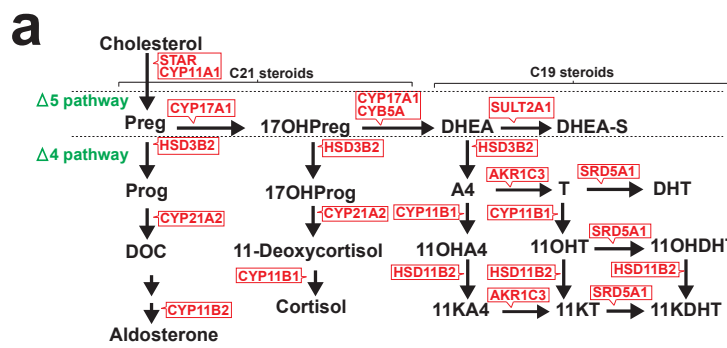 a
Cholesterol
STAR
CYP11A1
C21 steroids
C19 steroids
Δ5 pathway
CYP17A1
CYP17A1
CYB5A
SULT2A1
Preg
17OHPreg
DHEA
DHEA-S
Δ4 pathway
HSD3B2
HSD3B2
HSD3B2
AKR1C3
SRD5A1
Prog
17OHProg
A4
T
DHT
CYP21A2
CYP21A2
CYP11B1
CYP11B1
SRD5A1
DOC
11-Deoxycortisol
11OHA4
11OHT
11OHDHT
CYP11B1
HSD11B2
HSD11B2
HSD11B2
AKR1C3
SRD5A1
CYP11B2
Cortisol
11KA4
11KT
11KDHT
Aldosterone